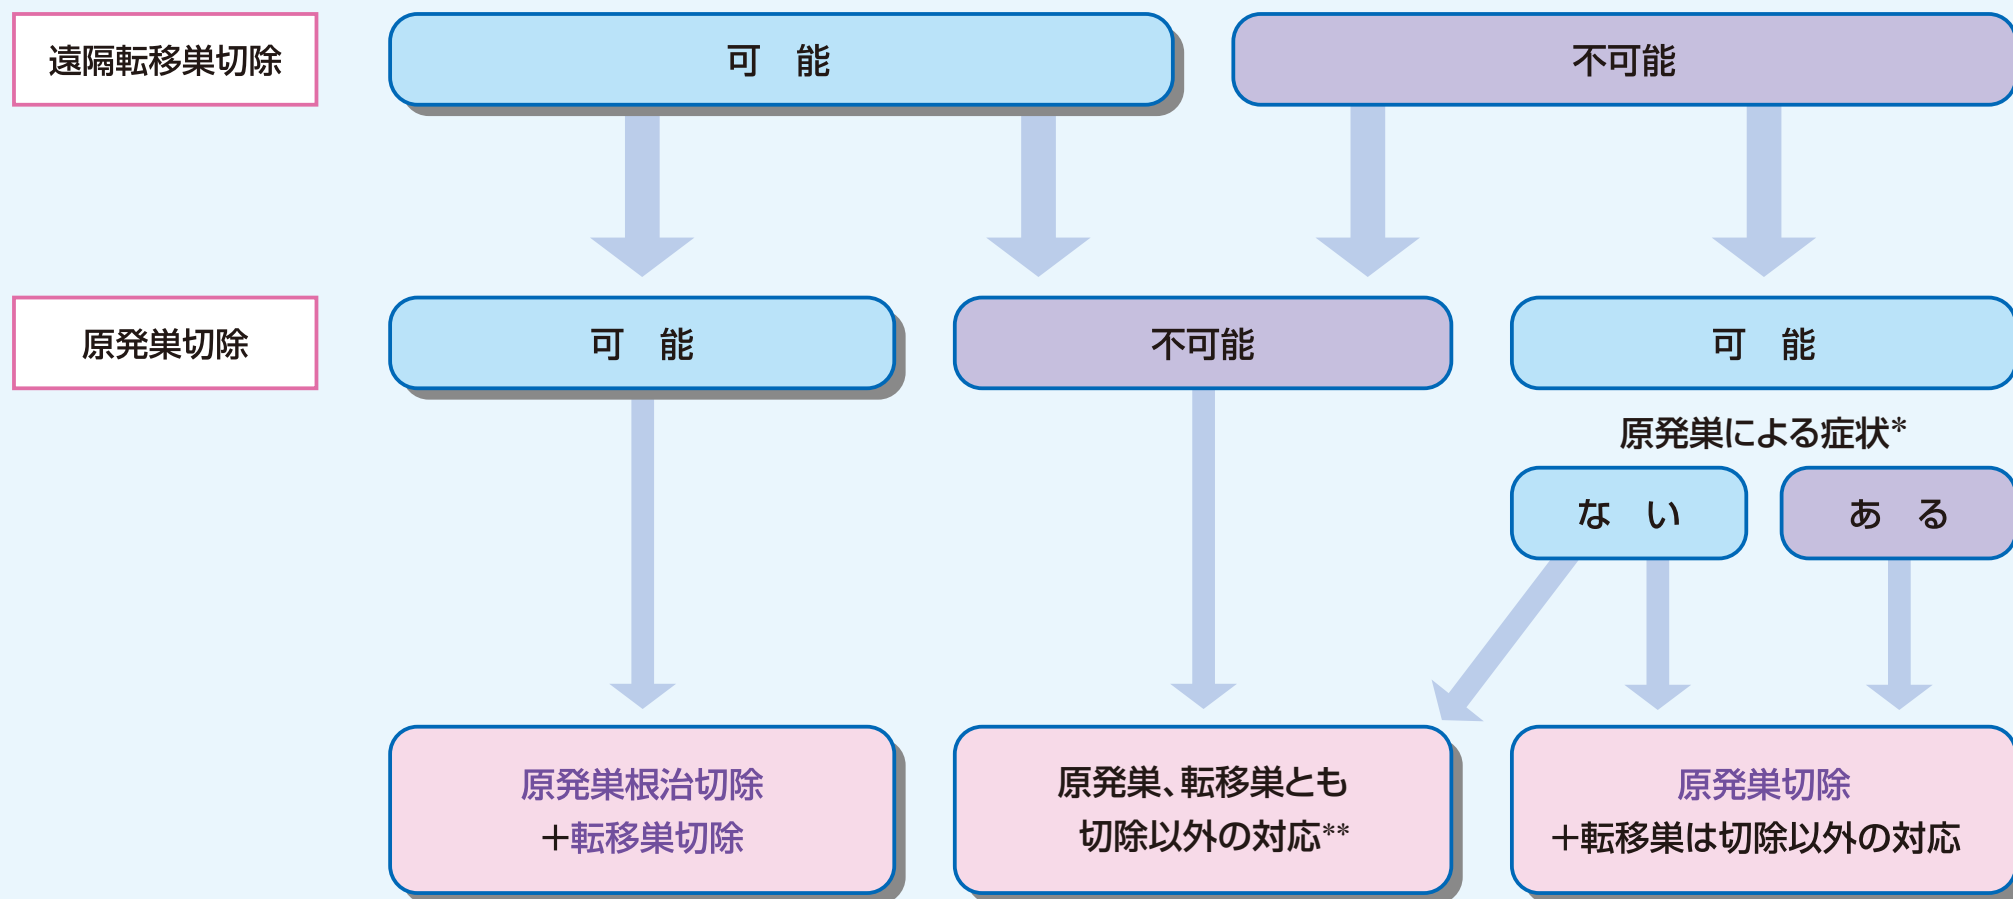 遠隔転移巣切除
可　能
不可能
原発巣切除
可　能
不可能
可　能
原発巣による症状*
な　い
あ　る
原発巣根治切除
＋転移巣切除
原発巣、転移巣とも
切除以外の対応**
原発巣切除
＋転移巣は切除以外の対応